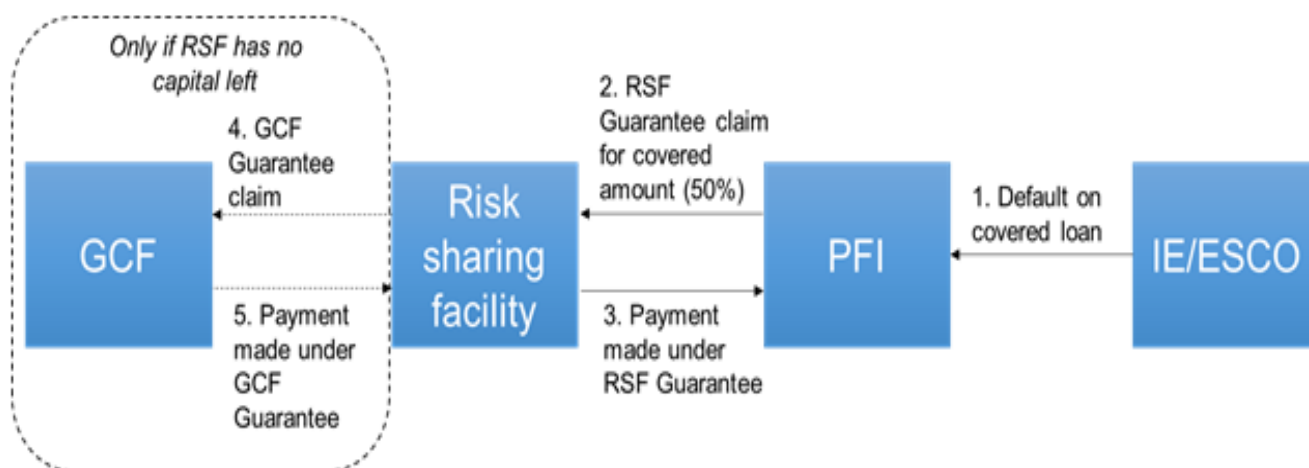 Only if RSF has no
capital left
4. GCF
Guarantee
claim
2. RSF
Guarantee claim
for covered
amount (50%)
1. Default on
covered loan
GCF
Risk
sharing
facility
PFI
IE/ESCO
5. Payment
made under
GCF
Guarantee
3. Payment
made under
RSF Guarantee